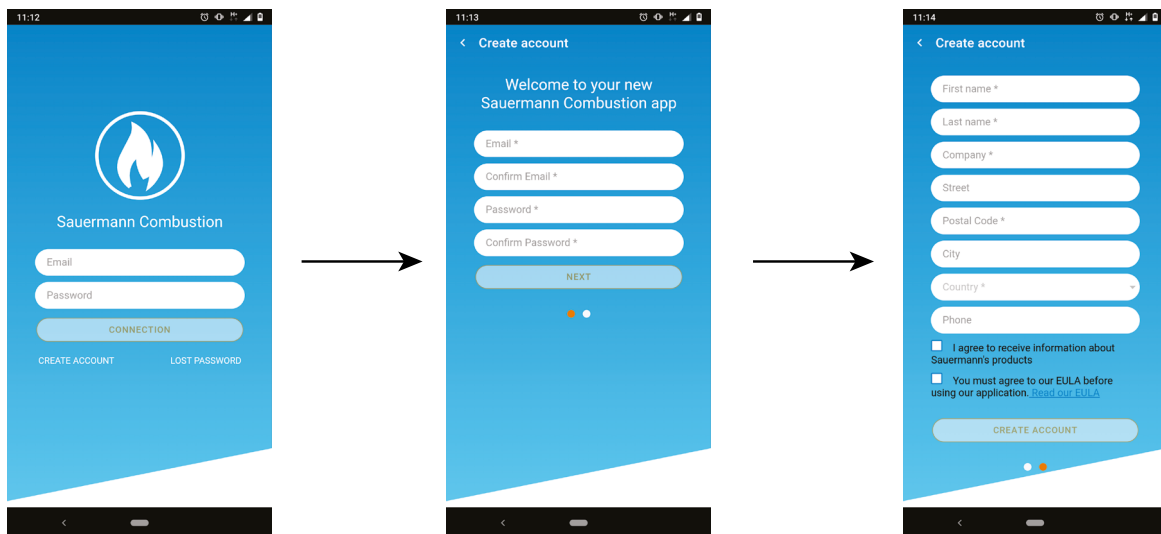 11:12
Sauermann Combustion
Email
Password
CONNECTION
CREATE ACCOUNT
LOST PASSWORD
11:13
Create account
Welcome to your new
Sauermann Combustion app
Email *
Confirm Email *
Password *
Confirm Password *
NEXT
11:14
Create account
First name *
Last name *
Company *
Street
Postal Code *
City
Country *
Phone
I agree to receive information about
Sauermann's products
You must agree to our EULA before
using our application. Read our EULA
CREATE ACCOUNT